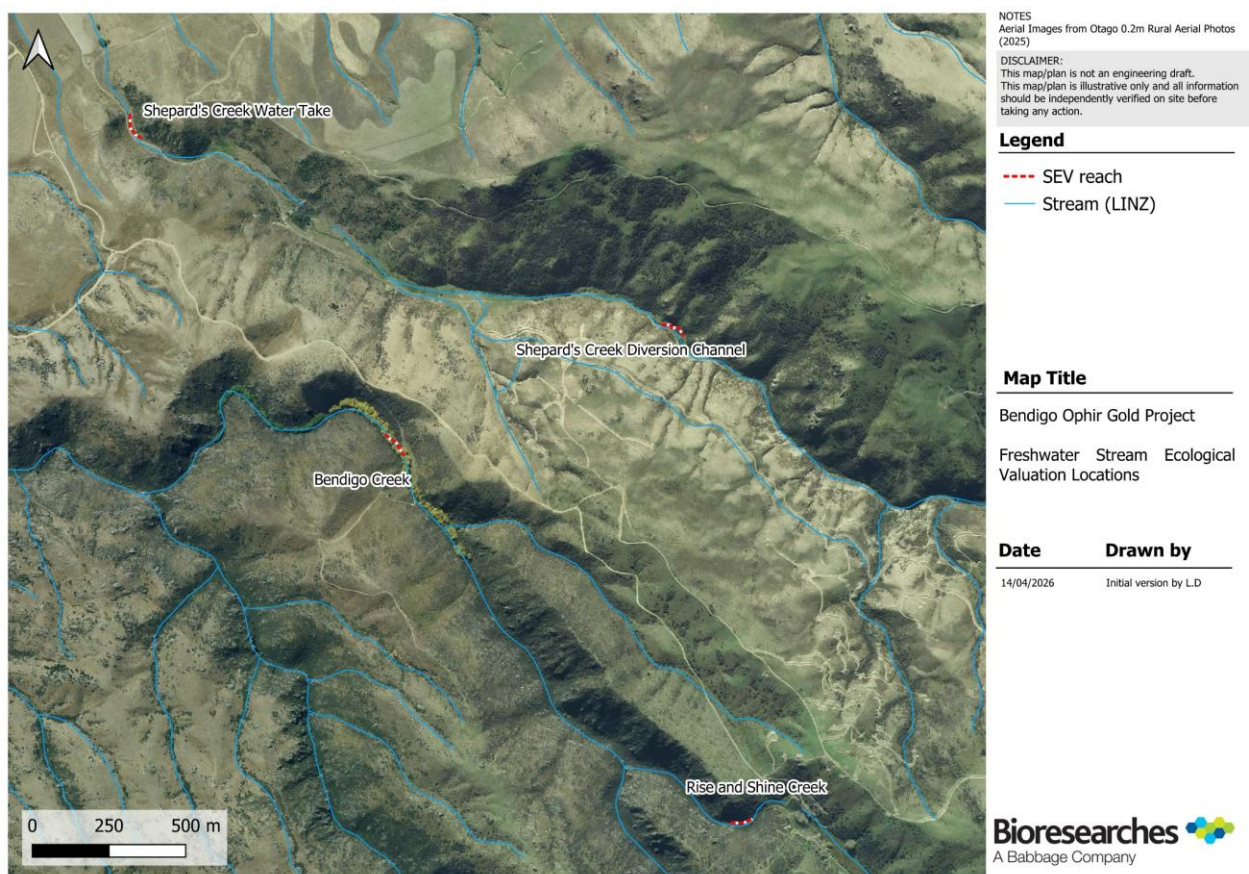 Shepard's Creek Water Take
Shepard's Creek Diversion Channel
Bendigo Creek
Rise and Shine Creek
0 250 500 m
NOTES
Aerial Images from Otago 0.2m Rural Aerial Photos
(2025)
DISCLAIMER:
This map/plan is not an engineering draft.
This map/plan is illustrative only and all information
should be independently verified on site before
taking any action.
Legend
SEV reach
Stream (LINZ)
Map Title
Bendigo Ophir Gold Project
Freshwater Stream Ecological
Valuation Locations
Date Drawn by
14/04/2026 Initial version by L.D
Bioresearches
A Babbage Company